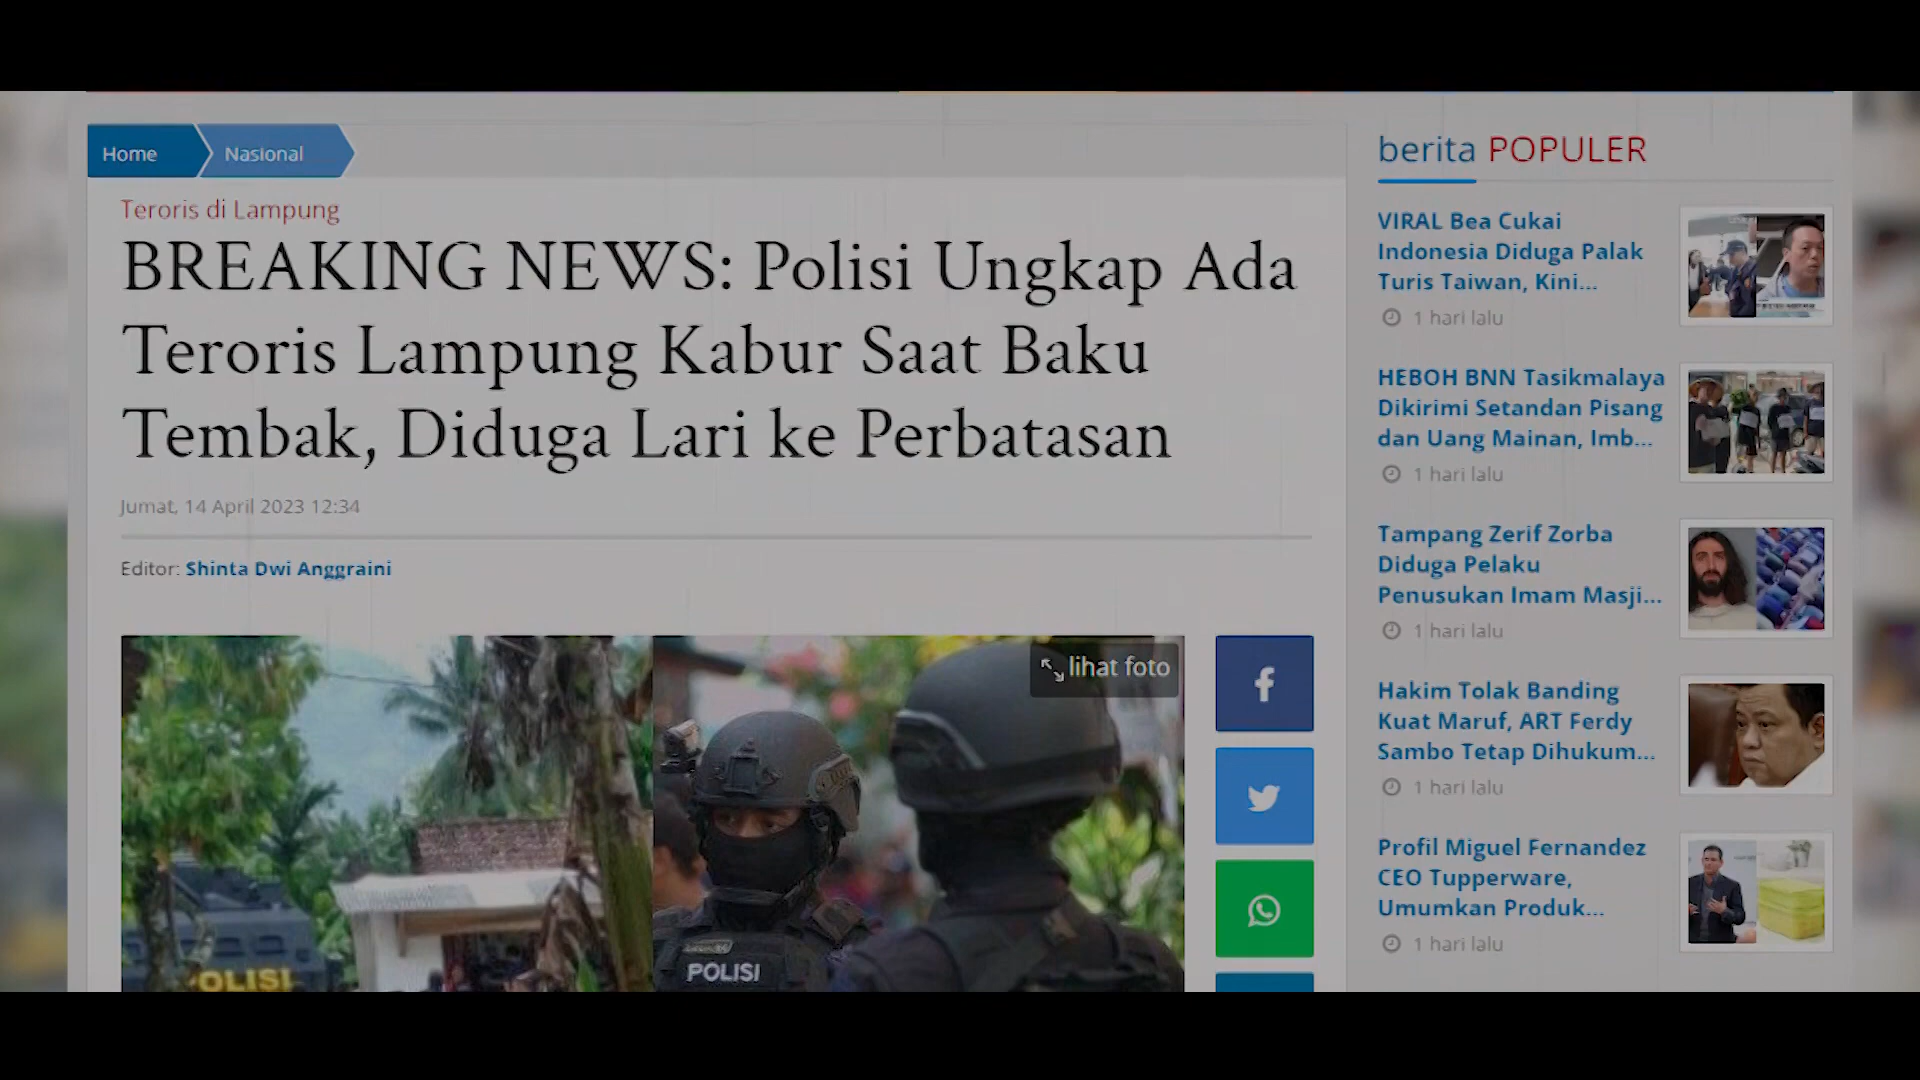 Home
Nasional
Teroris di Lampung
BREAKING NEWS: Polisi Ungkap Ada
Teroris Lampung Kabur Saat Baku
Tembak, Diduga Lari ke Perbatasan
Jumat, 14 April 2023 12:34
Editor: Shinta Dwi Anggraini
lihat foto
POLISI
POLISI
berita POPULER
VIRAL Bea Cukai
Indonesia Diduga Palak
Turis Taiwan, Kini...
1 hari lalu
HEBOH BNN Tasikmalaya
Dikirimi Setandan Pisang
dan Uang Mainan, Imb...
1 hari lalu
Tampang Zerif Zorba
Diduga Pelaku
Penusukan Imam Masji...
1 hari lalu
Hakim Tolak Banding
Kuat Maruf, ART Ferdy
Sambo Tetap Dihukum...
1 hari lalu
Profil Miguel Fernandez
CEO Tupperware,
Umumkan Produk...
1 hari lalu